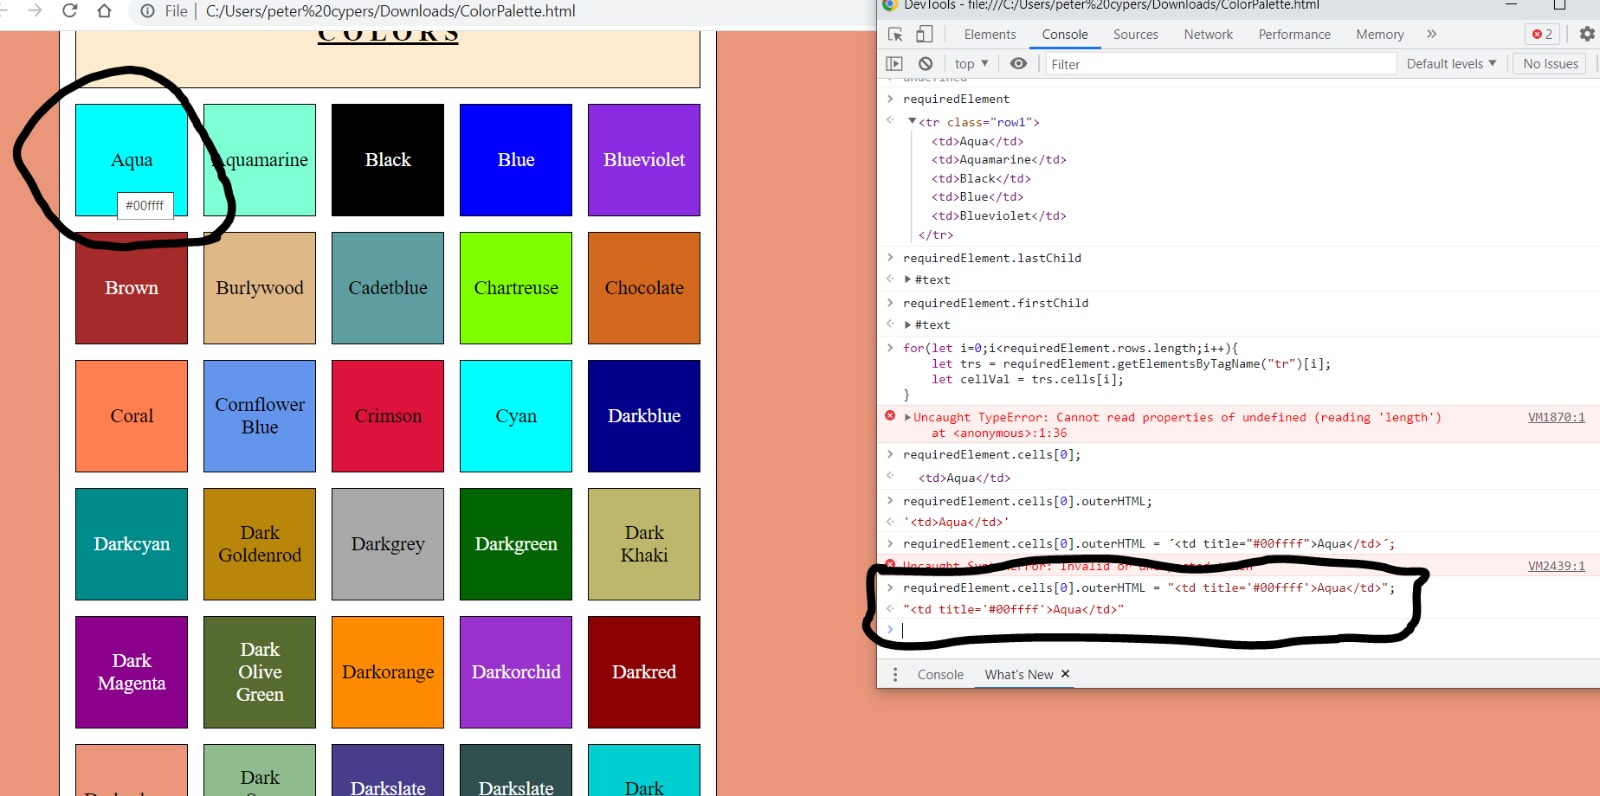 File | C:/Users/peter%20cypers/Downloads/ColorPalette.html
COLORS
Aqua
#00ffff
Aquamarine
Black
Blue
Blueviolet
Brown
Burlywood
Cadetblue
Chartreuse
Chocolate
Coral
Cornflower
Blue
Crimson
Cyan
Darkblue
Darkcyan
Dark
Goldenrod
Darkgrey
Darkgreen
Dark
Khaki
Dark
Magenta
Dark
Olive
Green
Darkorange
Darkorchid
Darkred
Dark
Darkslate
Darkslate
Dark
DevTools - file:///C:/Users/peter%20cypers/Downloads/ColorPalette.html
Elements Console Sources Network Performance Memory » 2
top ▼ Filter Default levels ▼ No Issues
undefined
requiredElement
▼<tr class="row1">
<td>Aqua</td>
<td>Aquamarine</td>
<td>Black</td>
<td>Blue</td>
<td>Blueviolet</td>
</tr>
requiredElement.lastChild
▶#text
requiredElement.firstChild
▶#text
for(let i=0;i<requiredElement.rows.length;i++){
let trs = requiredElement.getElementsByTagName("tr")[i];
let cellVal = trs.cells[i];
}
▶Uncaught TypeError: Cannot read properties of undefined (reading 'length') VM1870:1
at <anonymous>:1:36
requiredElement.cells[0];
<td>Aqua</td>
requiredElement.cells[0].outerHTML;
'<td>Aqua</td>'
requiredElement.cells[0].outerHTML = ´<td title="#00ffff">Aqua</td>´;
Uncaught SyntaxError: Invalid or unexpected token VM2439:1
requiredElement.cells[0].outerHTML = "<td title='#00ffff'>Aqua</td>";
"<td title='#00ffff'>Aqua</td>"
Console What's New ×